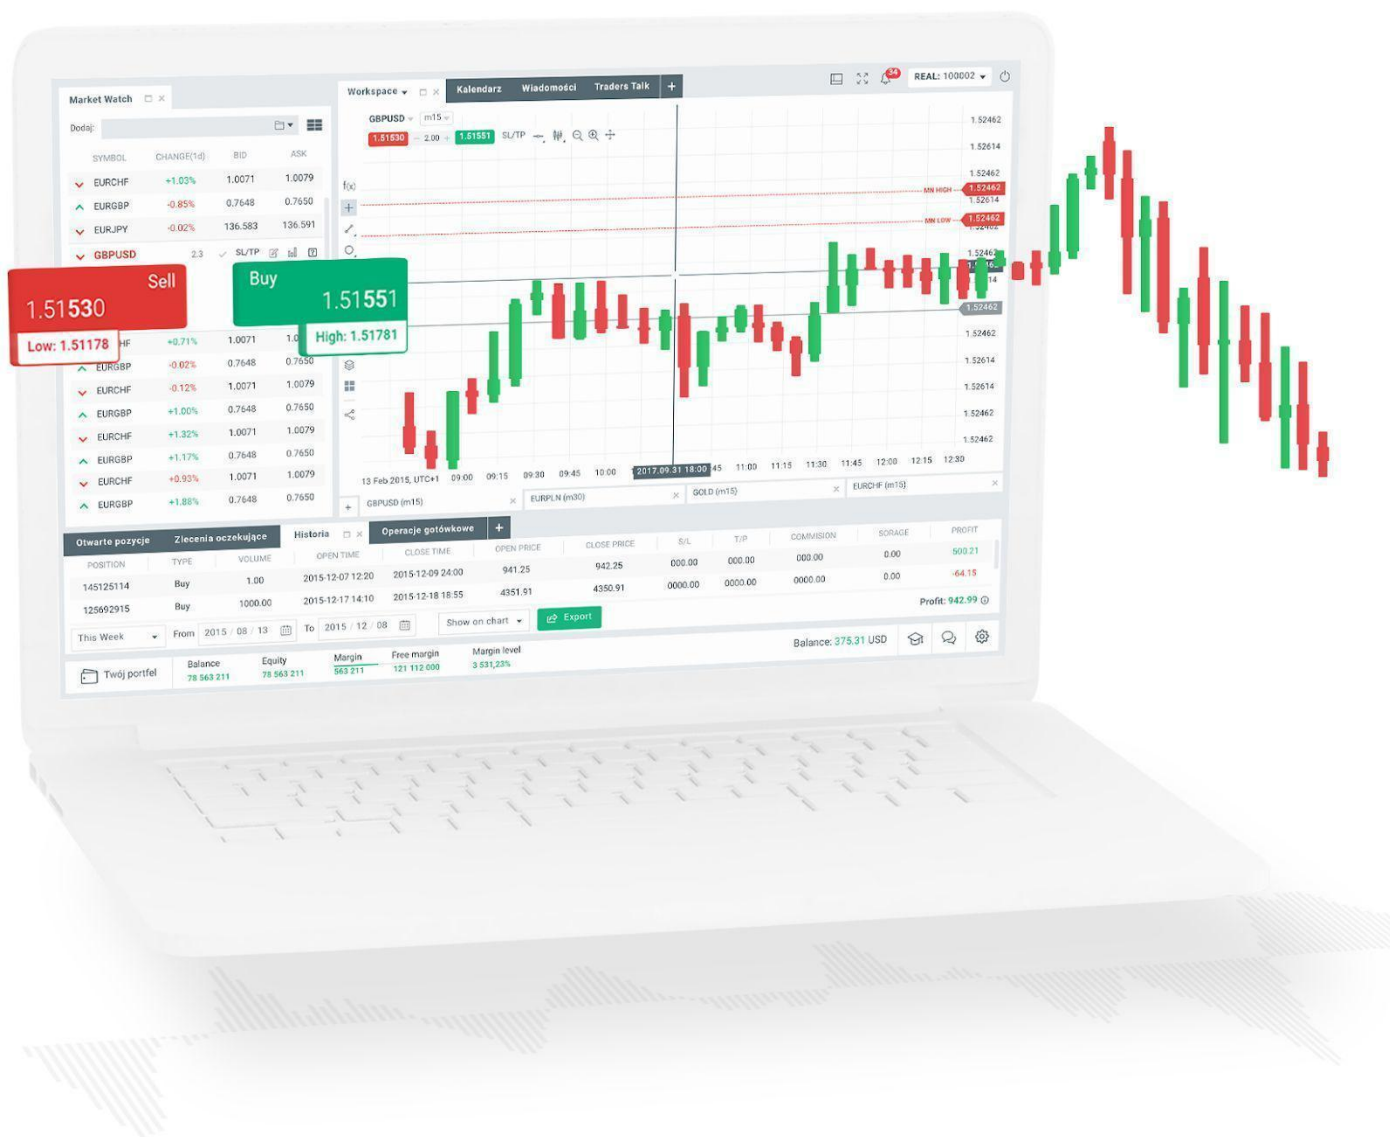 Market Watch
Dodaj:
SYMBOL CHANGE(1d) BID ASK
EURCHF +1.03% 1.0071 1.0079
EURGBP -0.85% 0.7648 0.7650
EURJPY -0.02% 136.583 136.591
GBPUSD 2.3 SL/TP
Sell
1.51530
Low: 1.51178
Buy
1.51551
High: 1.51781
HF +0.71% 1.0071 1.0
EURGBP -0.02% 0.7648 0.7650
EURCHF -0.12% 1.0071 1.0079
EURGBP +1.00% 0.7648 0.7650
EURCHF +1.32% 1.0071 1.0079
EURGBP +1.17% 0.7648 0.7650
EURCHF +0.93% 1.0071 1.0079
EURGBP +1.88% 0.7648 0.7650
Workspace Kalendarz Wiadomości Traders Talk +
34 REAL: 100002
GBPUSD m15
1.51530 - 2.00 + 1.51551 SL/TP
f(x)
1.52462
1.52614
1.52462
MN HIGH 1.52462
1.52614
MN LOW 1.52462
1.52462
1.52462
14
1.52462
1.52462
1.52614
1.52614
1.52462
1.52462
13 Feb 2015, UTC+1 09:00 09:15 09:30 09:45 10:00 2017.09.31 18:00 45 11:00 11:15 11:30 11:45 12:00 12:15 12:30
+ GBPUSD (m15) EURPLN (m30) GOLD (m15) EURCHF (m15)
Otwarte pozycje Zlecenia oczekujące Historia Operacje gotówkowe +
POSITION TYPE VOLUME OPEN TIME CLOSE TIME OPEN PRICE CLOSE PRICE S/L T/P COMMISION SORAGE PROFIT
145125114 Buy 1.00 2015-12-07 12:20 2015-12-09 24:00 941.25 942.25 000.00 000.00 000.00 0.00 500.21
125692915 Buy 1000.00 2015-12-17 14:10 2015-12-18 18:55 4351.91 4350.91 0000.00 0000.00 0000.00 0.00 -64.15
Profit: 942.99
This Week From 2015 / 08 / 13 To 2015 / 12 / 08 Show on chart Export
Twój portfel
Balance Equity Margin Free margin Margin level
78 563 211 78 563 211 563 211 121 112 000 3 531,23%
Balance: 375.31 USD